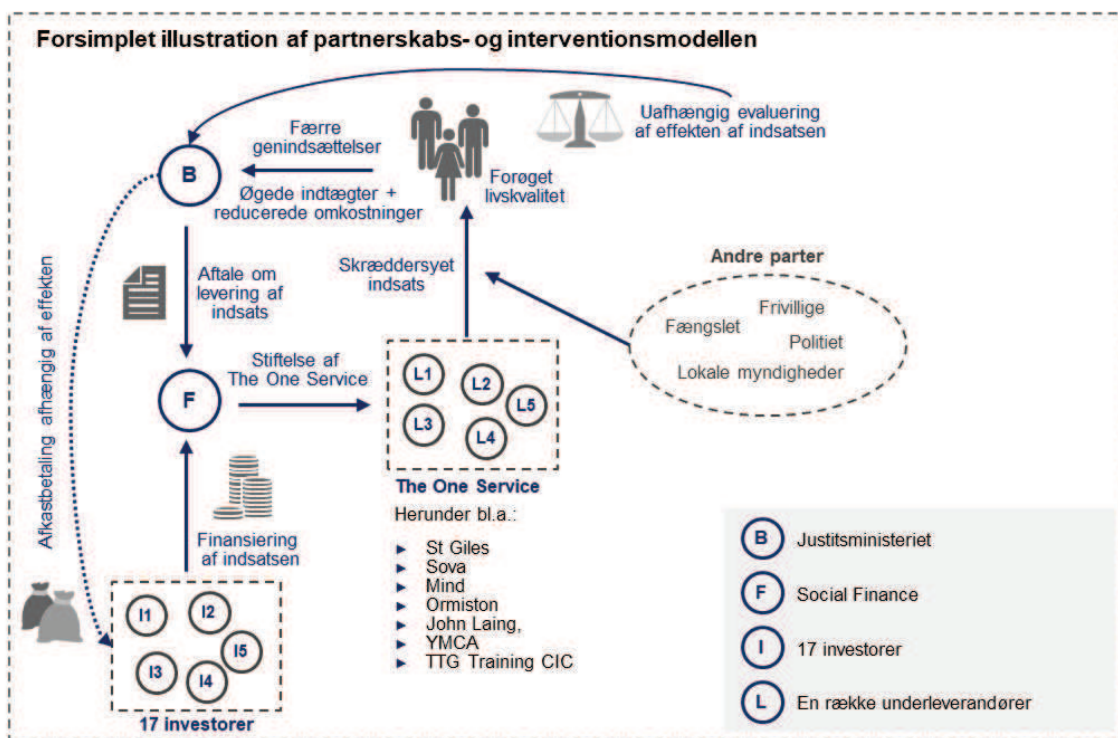 Forsimplet illustration af partnerskabs- og interventionsmodellen
Uafhængig evaluering
af effekten af indsatsen
Færre
genindsættelser
B
Øgede indtægter +
reducerede omkostninger
Forøget
livskvalitet
Afkastbetaling afhængig af effekten
Aftale om
levering af
indsats
Skræddersyet
indsats
Andre parter
Frivillige
Fængslet
Politiet
Lokale myndigheder
F
Stiftelse af
The One Service
L1
L2
L5
L3
L4
The One Service
Herunder bl.a.:
► St Giles
► Sova
► Mind
► Ormiston
► John Laing,
► YMCA
► TTG Training CIC
Finansiering
af indsatsen
I1
I2
I5
I3
I4
17 investorer
B Justitsministeriet
F Social Finance
I 17 investorer
L En række underleverandører